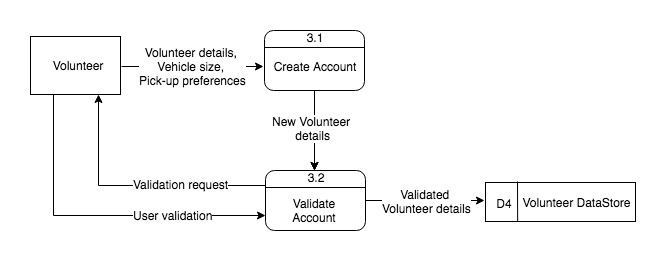 3.1
Volunteer
Volunteer details,
Vehicle size,
Pick-up preferences
Create Account
New Volunteer
details
3.2
Validation request
Validate
Account
User validation
Validated
Volunteer details
D4
Volunteer DataStore